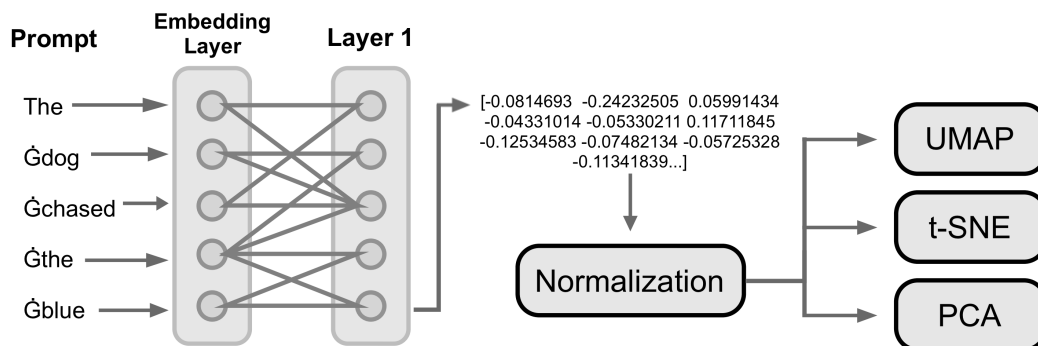 Prompt
Embedding
Layer
Layer 1
The
Ġdog
Ġchased
Ġthe
Ġblue
[-0.0814693 -0.24232505 0.05991434
-0.04331014 -0.05330211 0.11711845
-0.12534583 -0.07482134 -0.05725328
-0.11341839...]
Normalization
UMAP
t-SNE
PCA